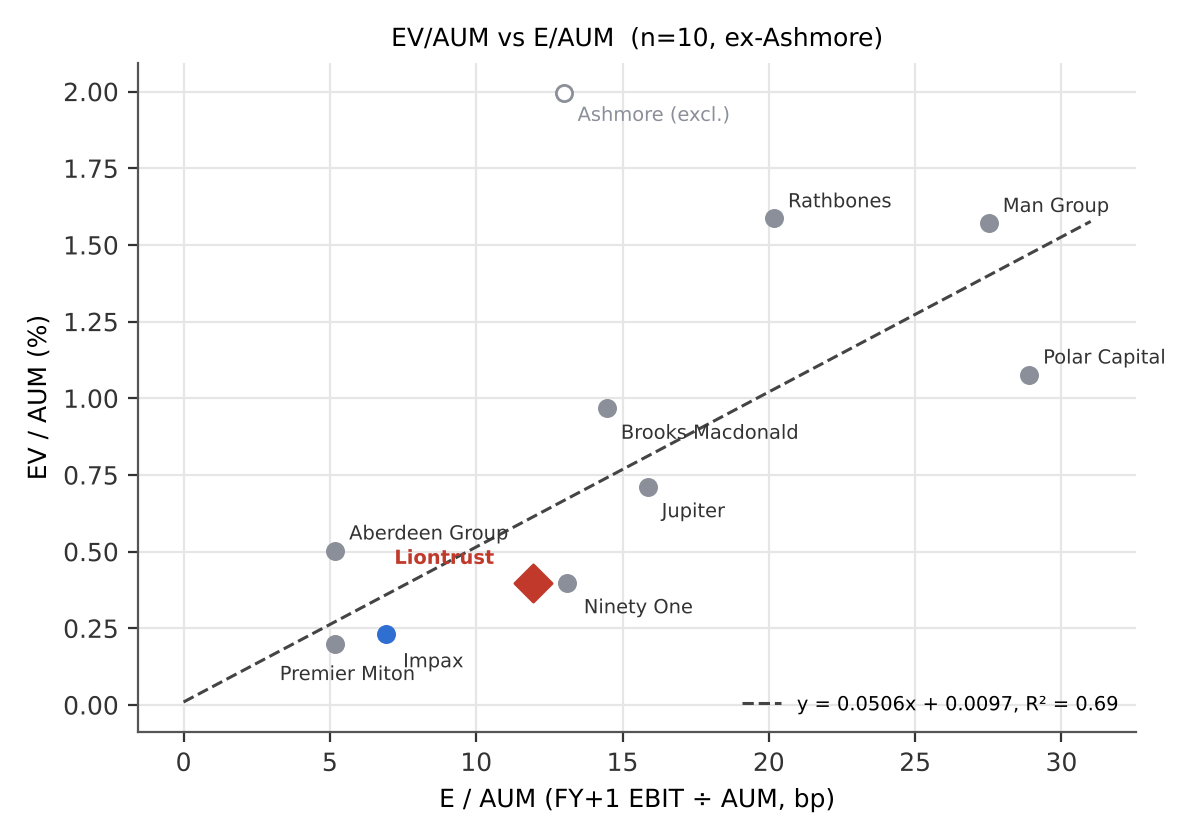 EV/AUM vs E/AUM  (n=10, ex-Ashmore)
EV / AUM (%)
2.00
1.75
1.50
1.25
1.00
0.75
0.50
0.25
0.00
Ashmore (excl.)
Rathbones
Man Group
Polar Capital
Brooks Macdonald
Jupiter
Aberdeen Group
Liontrust
Ninety One
Impax
Premier Miton
y = 0.0506x + 0.0097, R² = 0.69
0 5 10 15 20 25 30
E / AUM (FY+1 EBIT ÷ AUM, bp)